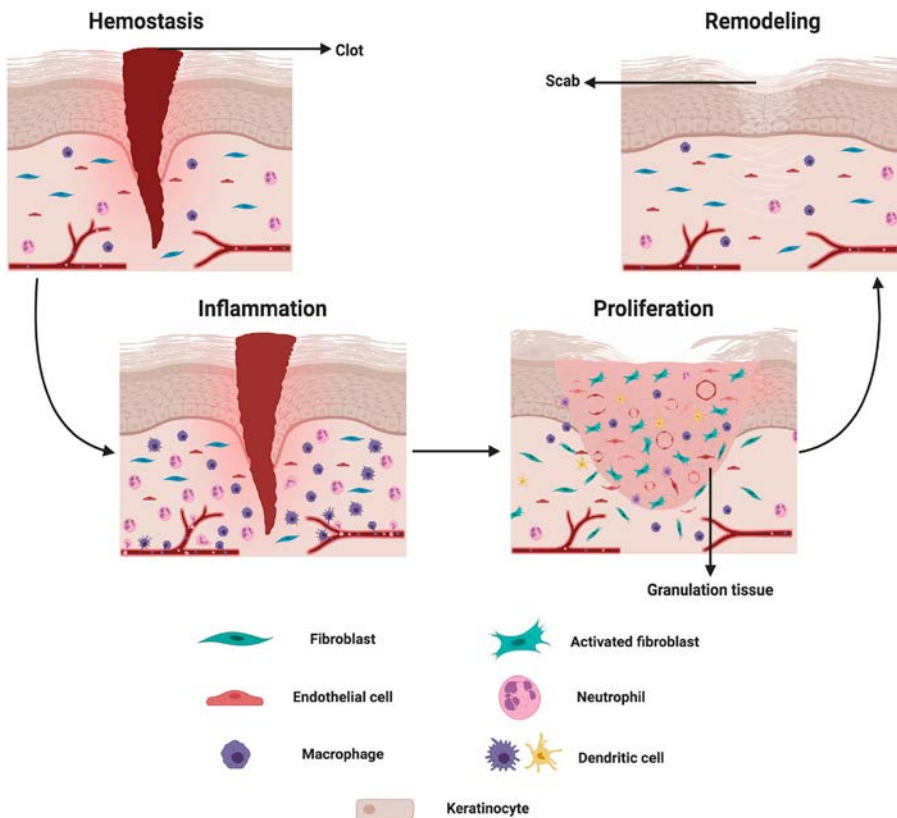 Hemostasis
Clot
Remodeling
Scab
Inflammation
Proliferation
Granulation tissue
Fibroblast
Activated fibroblast
Endothelial cell
Neutrophil
Macrophage
Dendritic cell
Keratinocyte